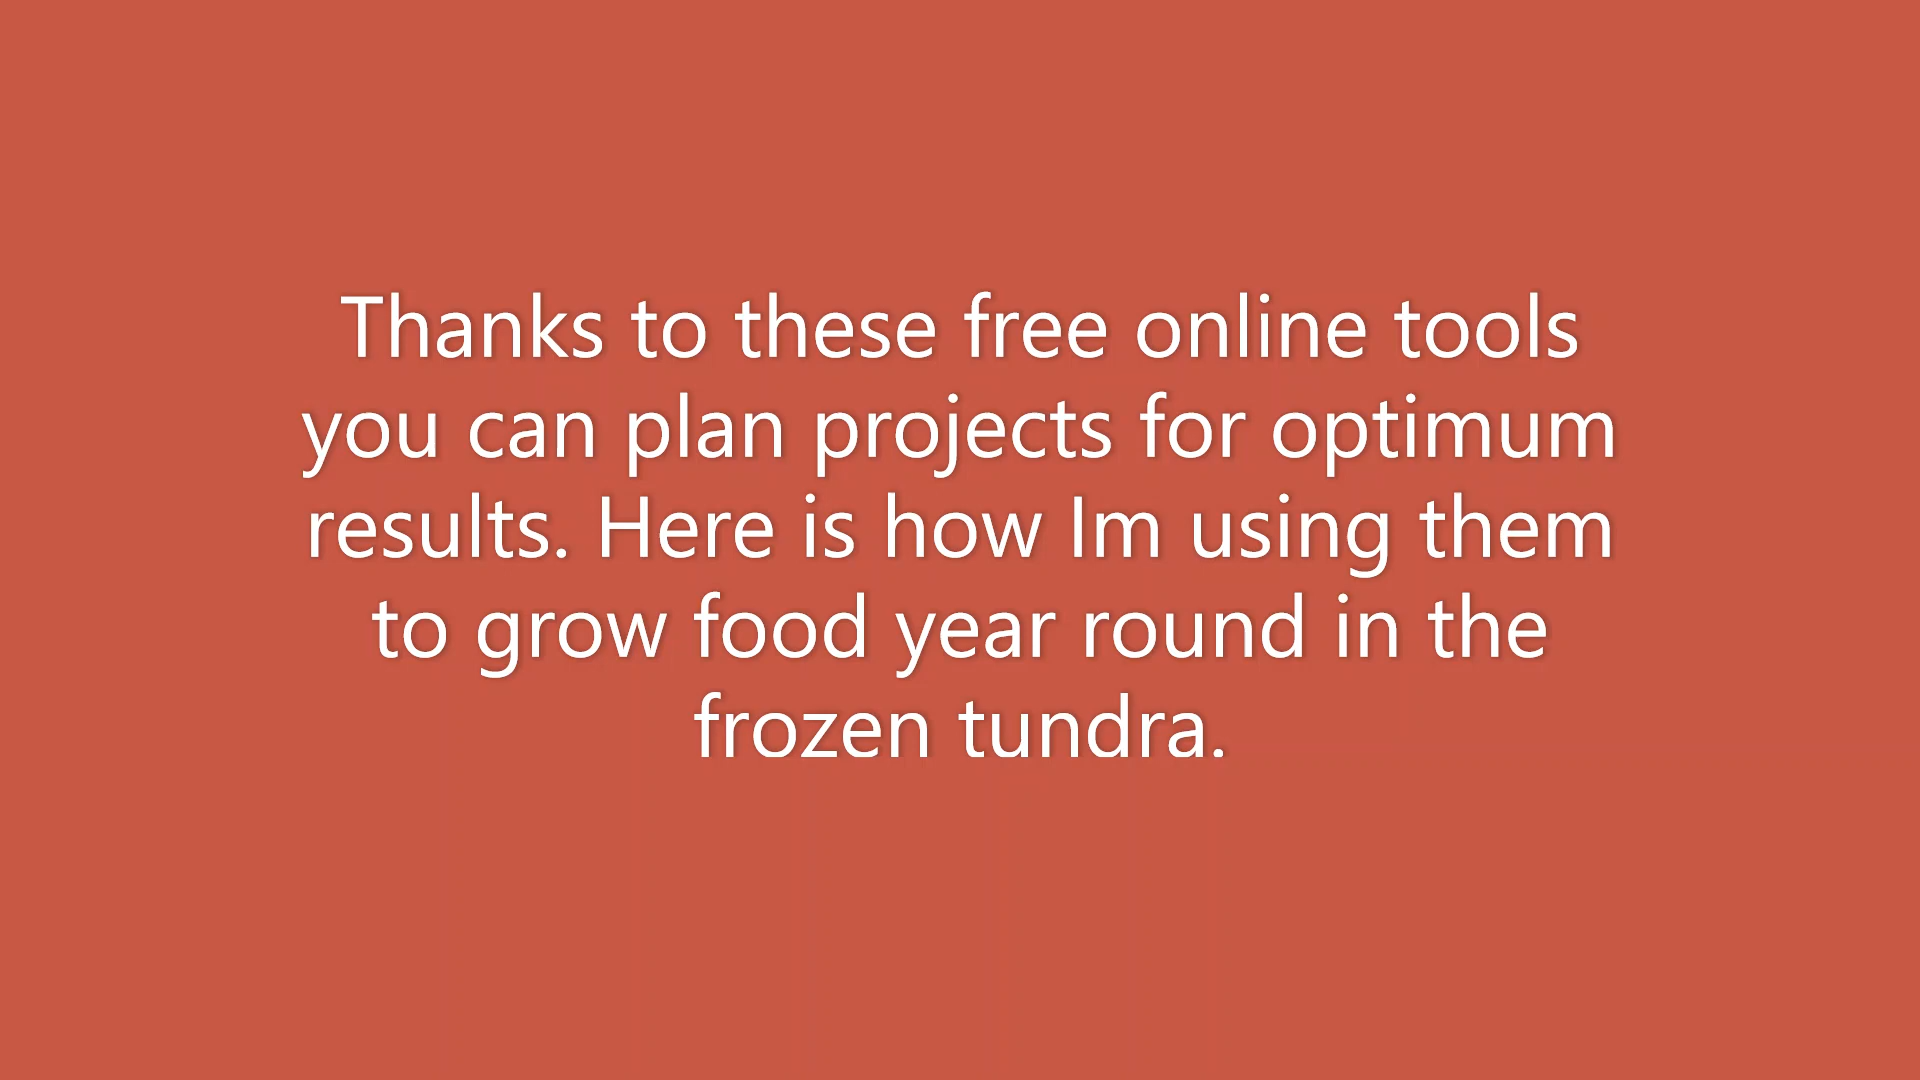 Thanks to these free online tools
you can plan projects for optimum
results. Here is how Im using them
to grow food year round in the
frozen tundra.